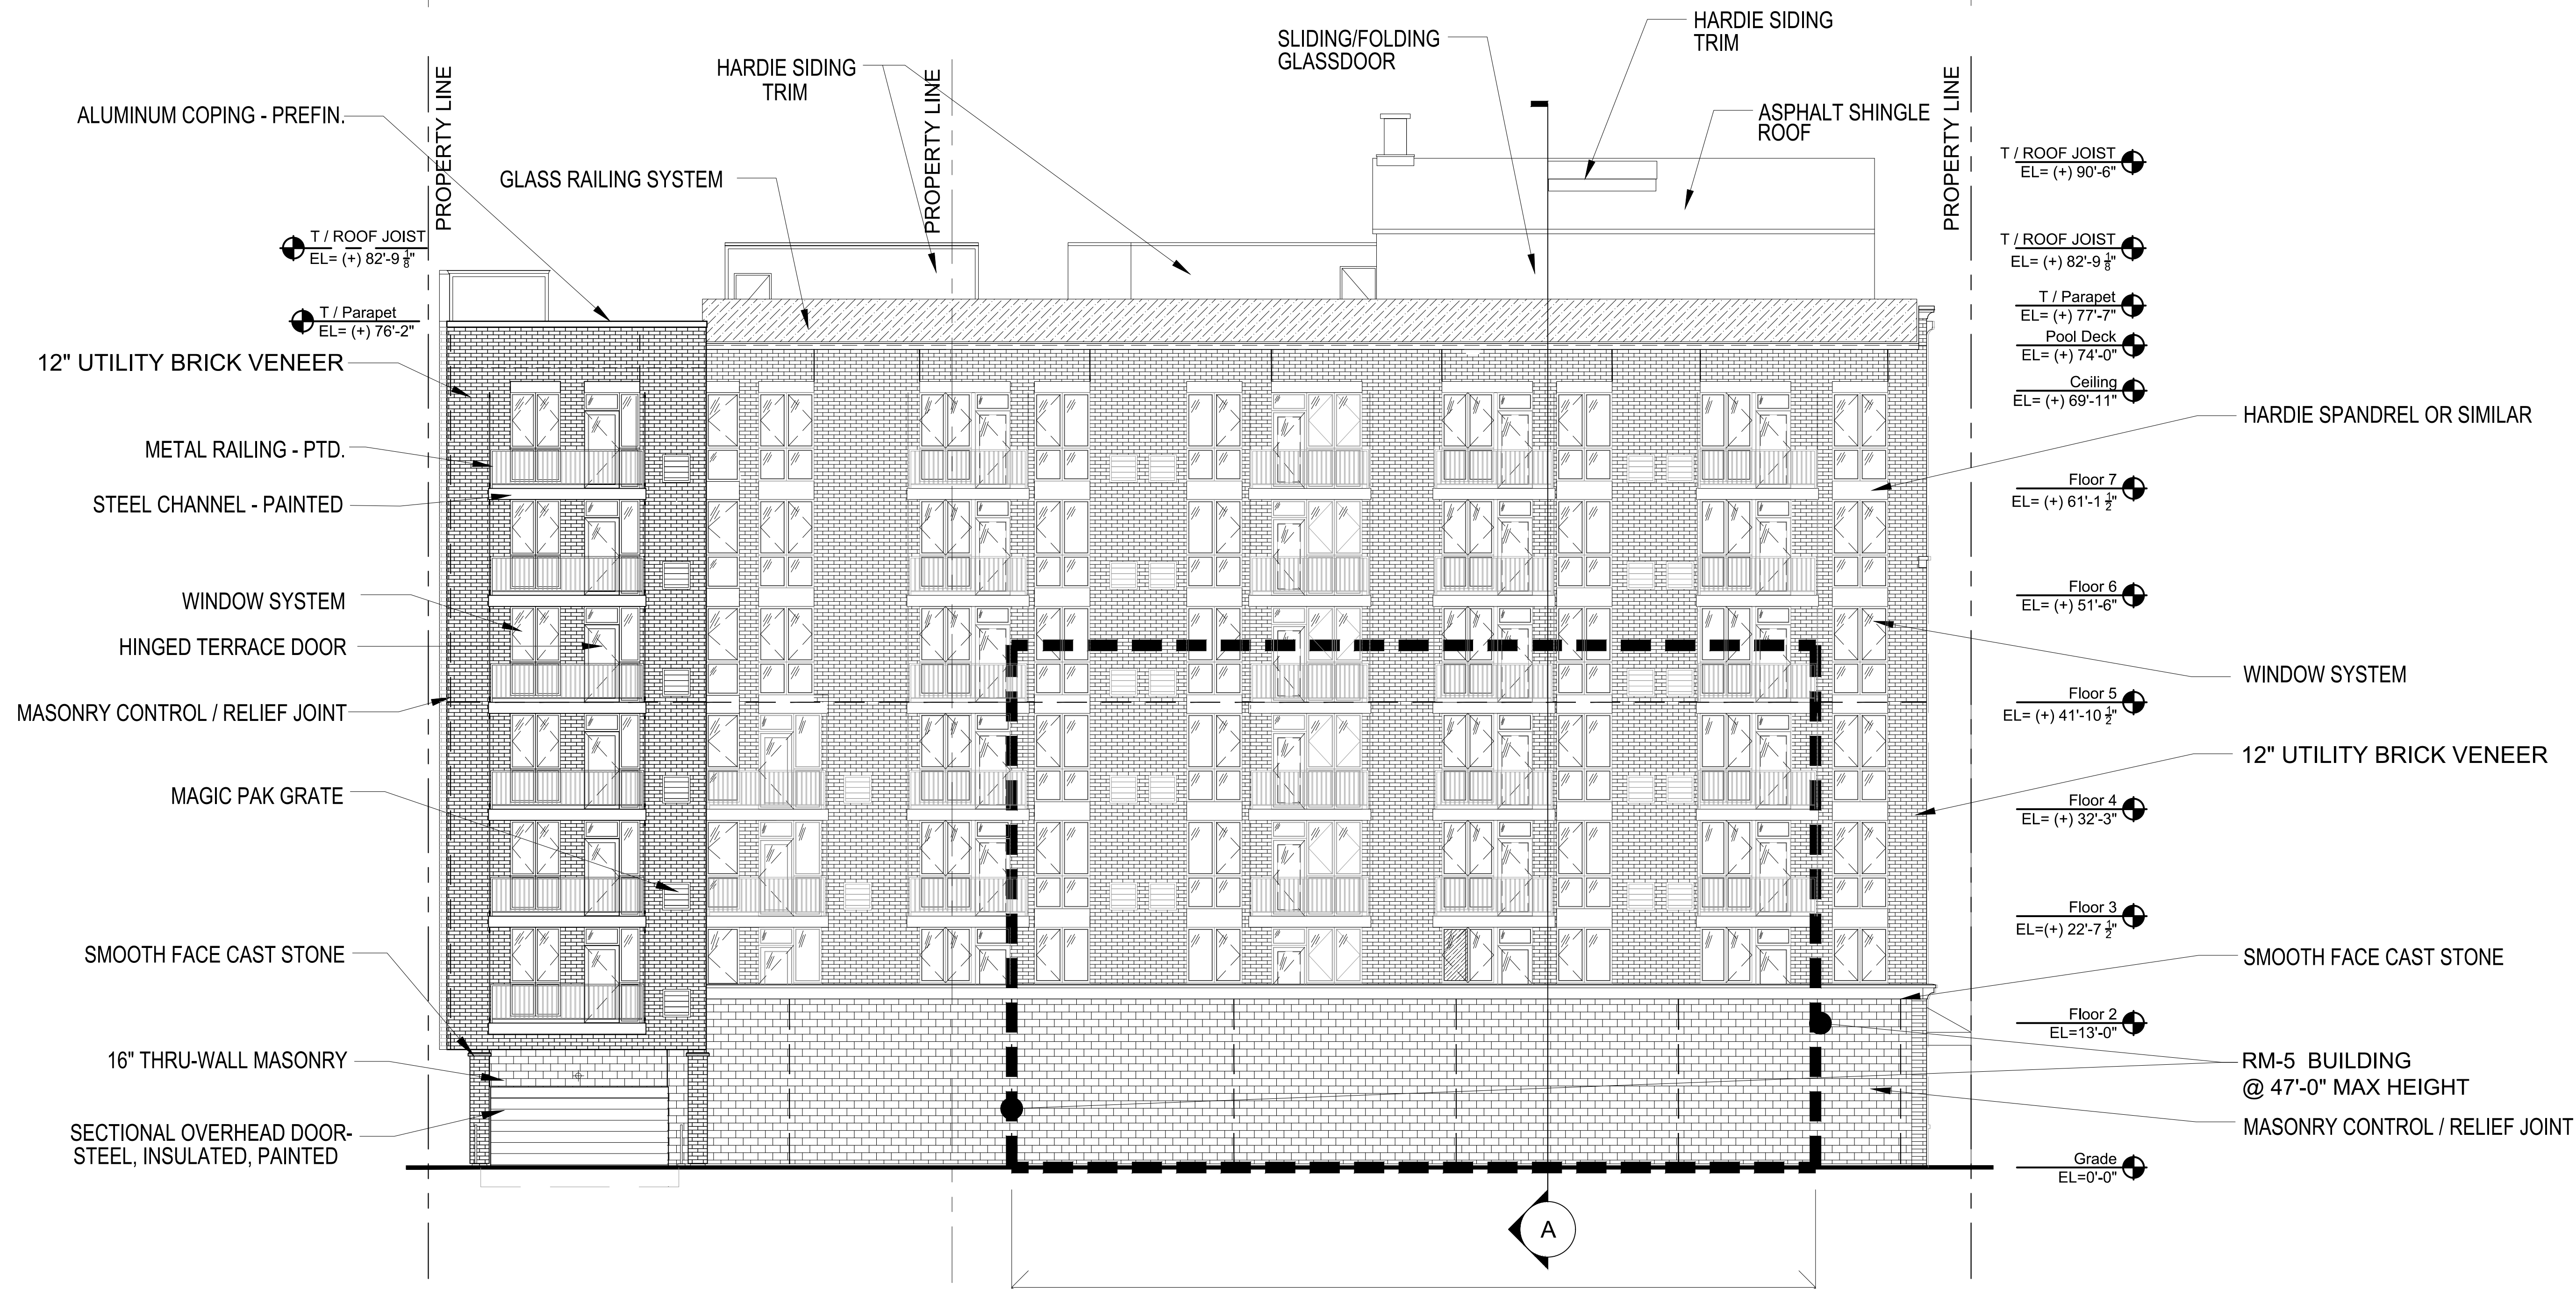 HARDIE SIDING
TRIM
SLIDING/FOLDING
GLASSDOOR
HARDIE SIDING
TRIM
PROPERTY LINE
PROPERTY LINE
PROPERTY LINE
ALUMINUM COPING - PREFIN.
ASPHALT SHINGLE
ROOF
GLASS RAILING SYSTEM
T / ROOF JOIST
EL= (+) 82'-9 1/8"
T / Parapet
EL= (+) 76'-2"
12" UTILITY BRICK VENEER
METAL RAILING - PTD.
STEEL CHANNEL - PAINTED
WINDOW SYSTEM
HINGED TERRACE DOOR
MASONRY CONTROL / RELIEF JOINT
MAGIC PAK GRATE
SMOOTH FACE CAST STONE
16" THRU-WALL MASONRY
SECTIONAL OVERHEAD DOOR-
STEEL, INSULATED, PAINTED
T / ROOF JOIST
EL= (+) 90'-6"
T / ROOF JOIST
EL= (+) 82'-9 1/8"
T / Parapet
EL= (+) 77'-7"
Pool Deck
EL= (+) 74'-0"
Ceiling
EL= (+) 69'-11"
Floor 7
EL= (+) 61'-1 1/2"
Floor 6
EL= (+) 51'-6"
Floor 5
EL= (+) 41'-10 1/2"
Floor 4
EL= (+) 32'-3"
Floor 3
EL=(+) 22'-7 1/2"
Floor 2
EL=13'-0"
Grade
EL=0'-0"
HARDIE SPANDREL OR SIMILAR
WINDOW SYSTEM
12" UTILITY BRICK VENEER
SMOOTH FACE CAST STONE
RM-5 BUILDING
@ 47'-0" MAX HEIGHT
MASONRY CONTROL / RELIEF JOINT
A